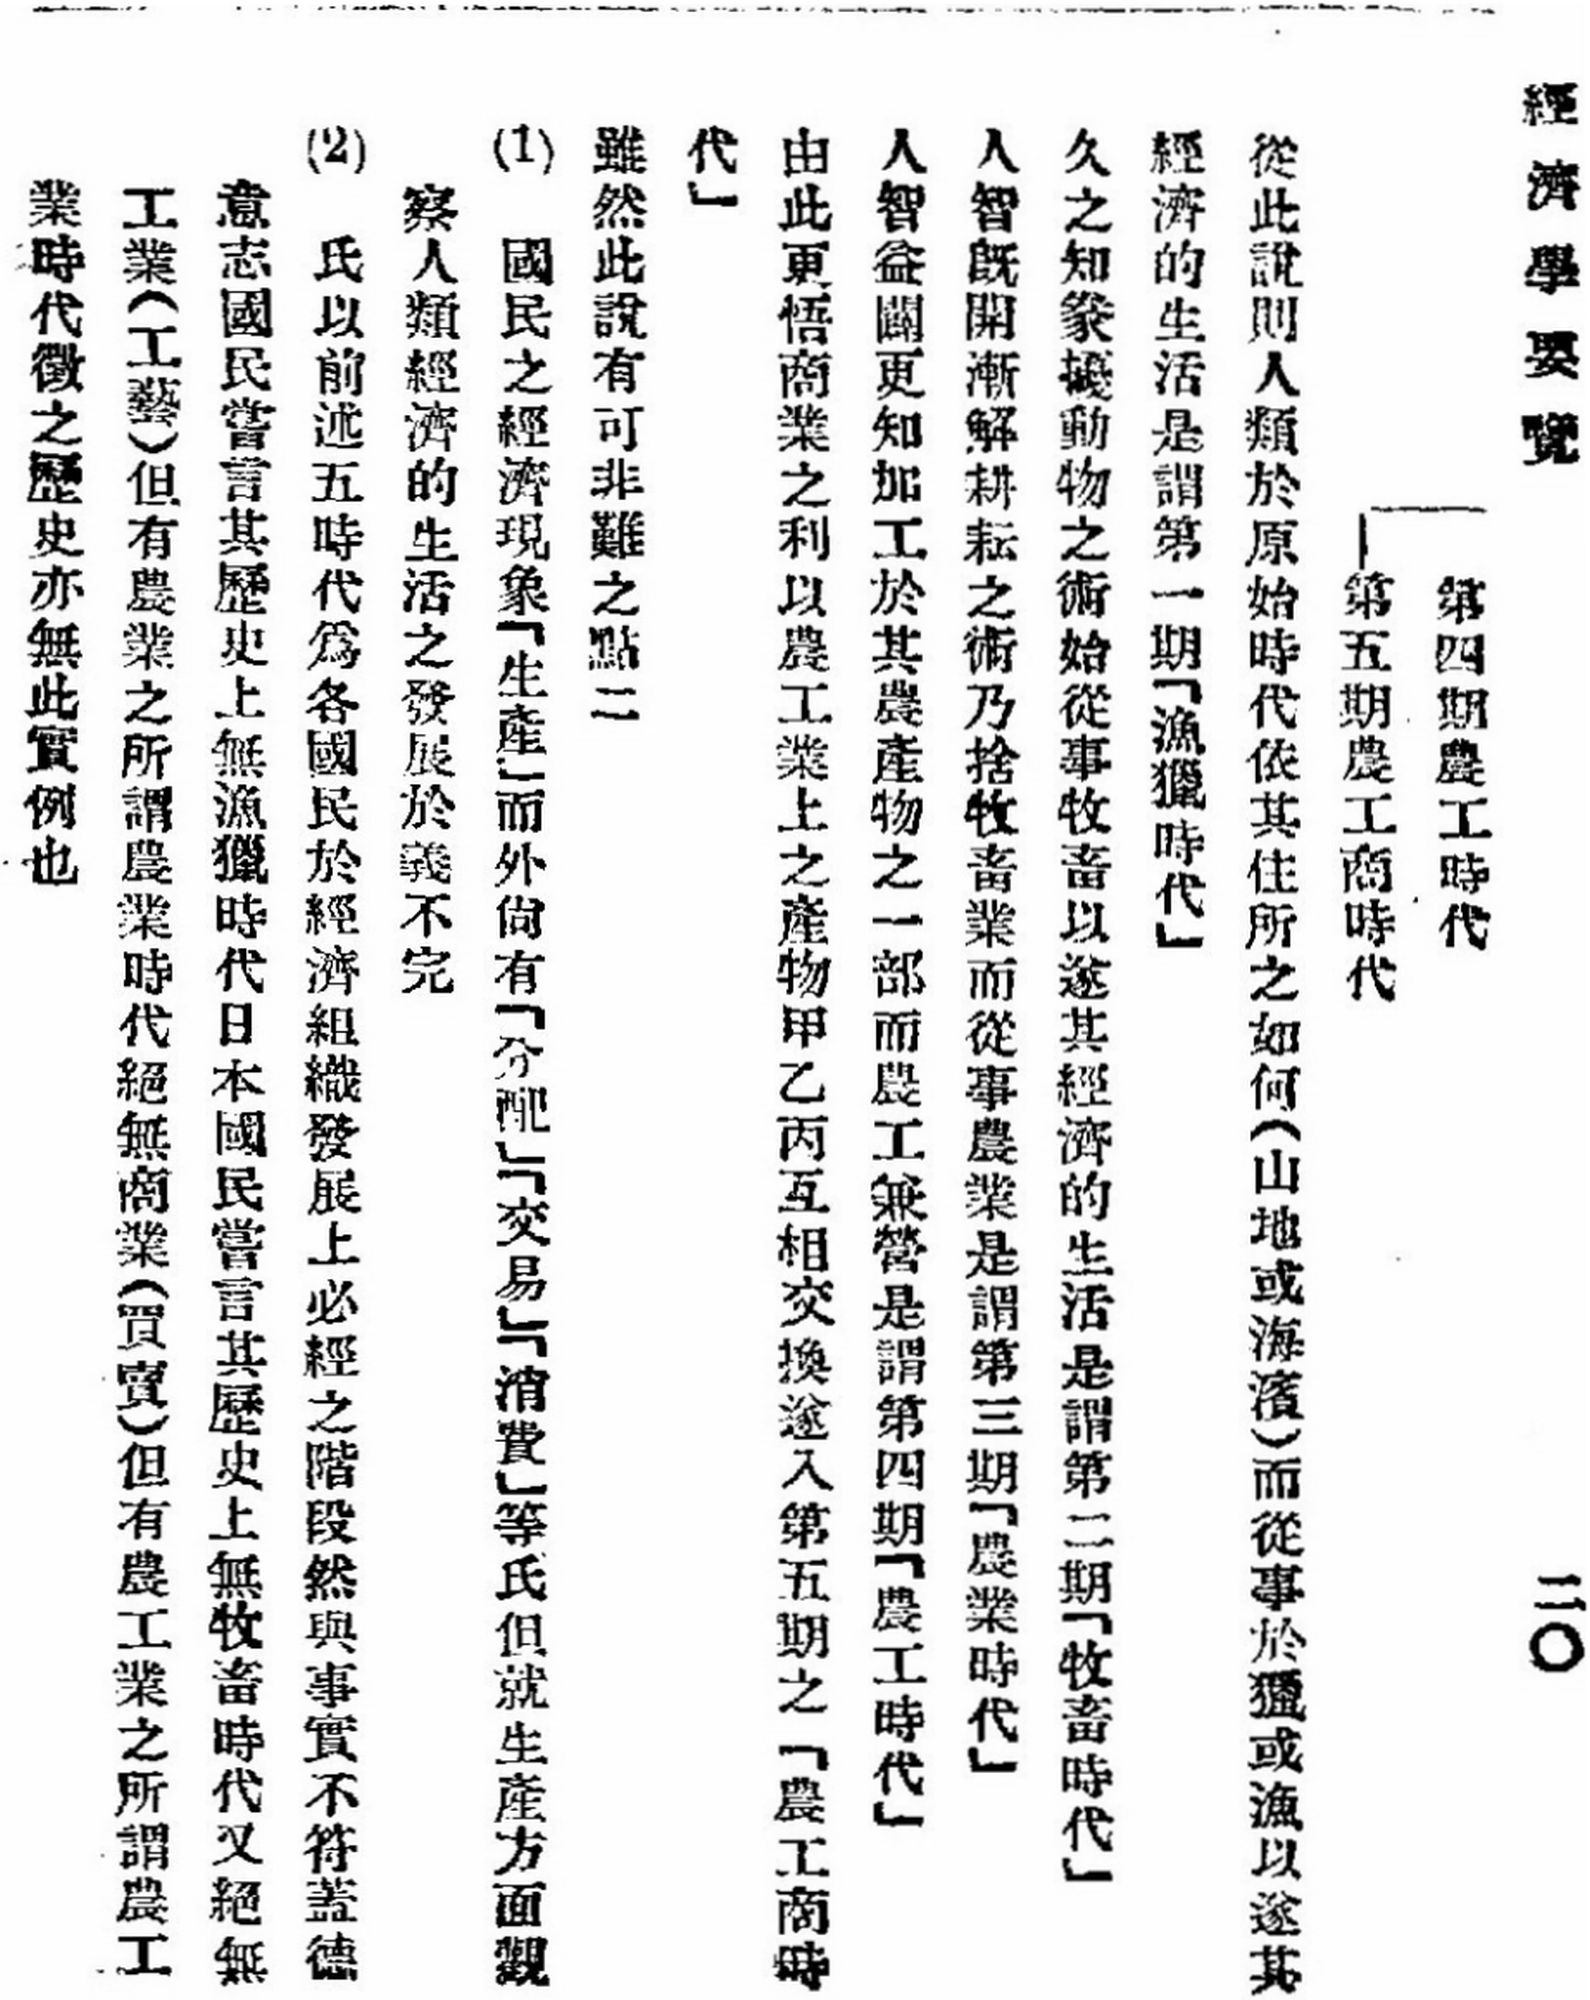 經濟學要覽
二〇
第四期農工時代
第五期農工商時代
從此說則人類於原始時代依其住所之如何(山地或海濱)而從事於獵或漁以遂其
經濟的生活是謂第一期「漁獵時代」
久之知豢擾動物之術始從事牧畜以遂其經濟的生活是謂第二期「牧畜時代」
人智既開漸解耕耘之術乃捨牧畜業而從事農業是謂第三期「農業時代」
人智益闢更知加工於其農產物之一部而農工兼營是謂第四期「農工時代」
由此更悟商業之利以農工業上之產物甲乙丙互相交換遂入第五期之「農工商時
代」
雖然此說有可非難之點二
(1) 國民之經濟現象「生產」而外尚有「分配」「交易」「消費」等氏但就生產方面觀
察人類經濟的生活之發展於義不完
(2) 氏以前述五時代爲各國民於經濟組織發展上必經之階段然與事實不符蓋德
意志國民嘗言其歷史上無漁獵時代日本國民嘗言其歷史上無牧畜時代又絕無
工業(工藝)但有農業之所謂農業時代絕無商業(買賣)但有農工業之所謂農工
業時代徵之歷史亦無此實例也